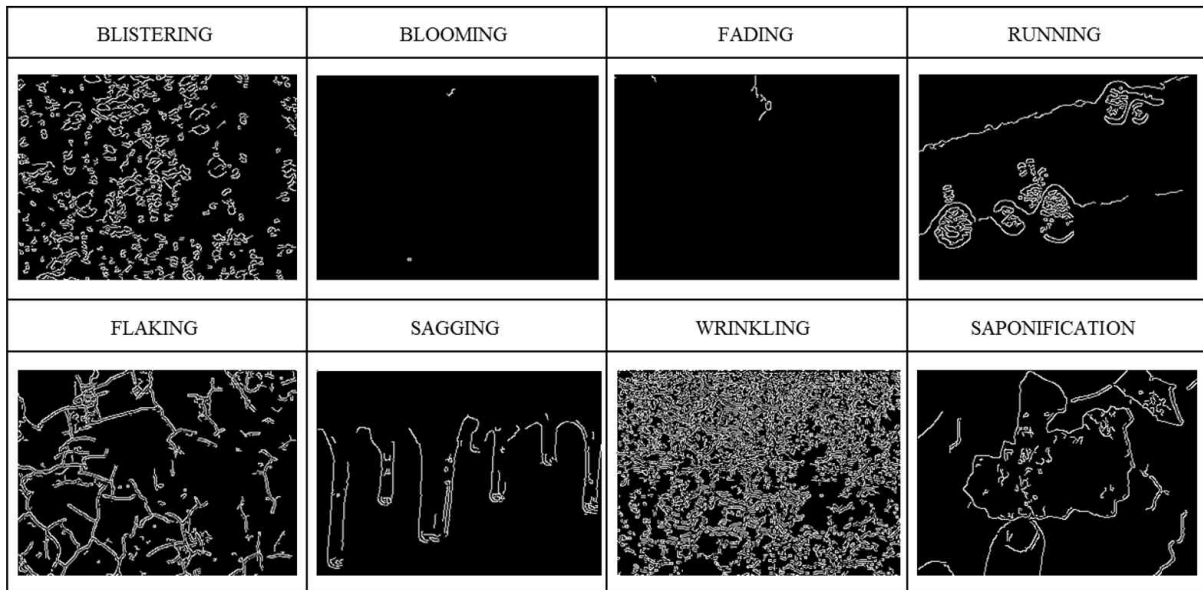 BLISTERING
BLOOMING
FADING
RUNNING
FLAKING
SAGGING
WRINKLING
SAPONIFICATION